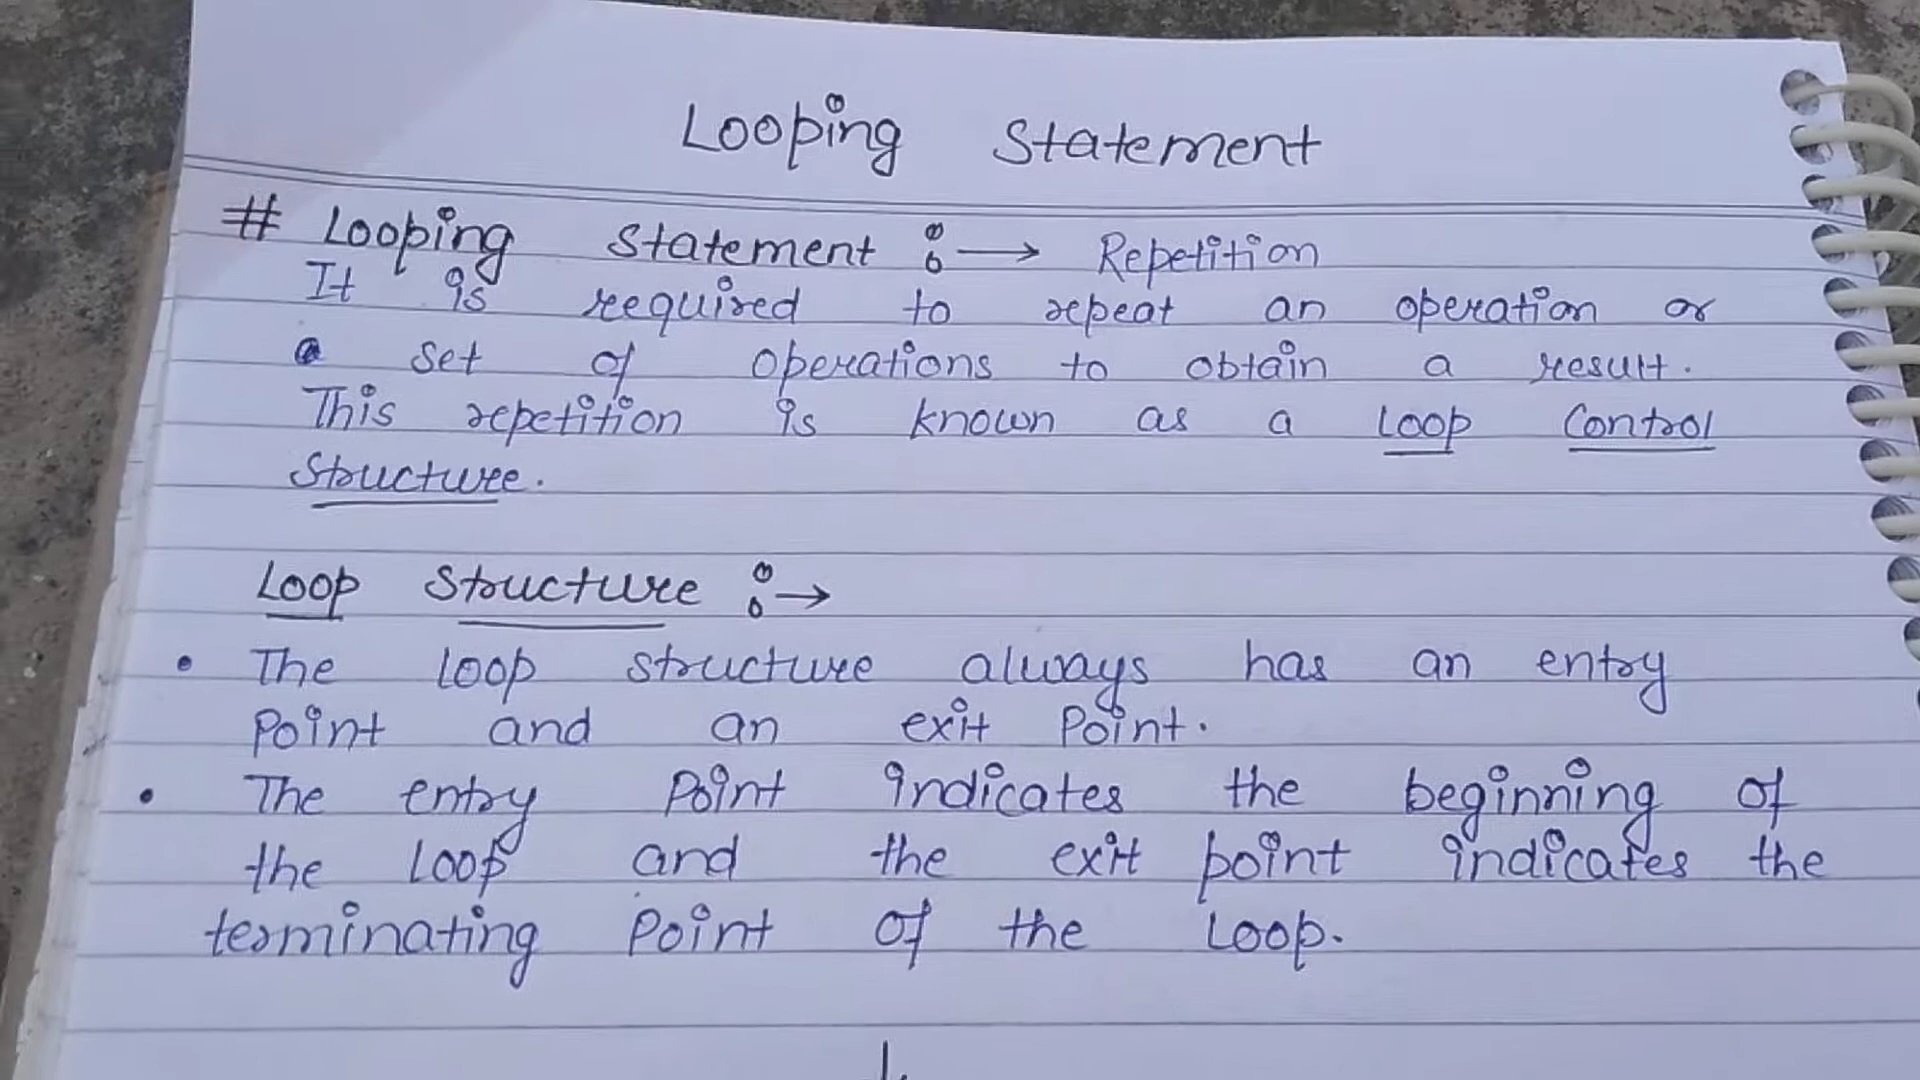 Looping Statement
# Looping Statement :→ Repetition
It is required to repeat an operation or
a set of operations to obtain a result.
This repetition is known as a Loop Control
Structure.
Loop Structure :→
• The loop structure always has an entry
Point and an exit Point.
• The entry Point indicates the beginning of
the loop and the exit point indicates the
terminating Point of the Loop.